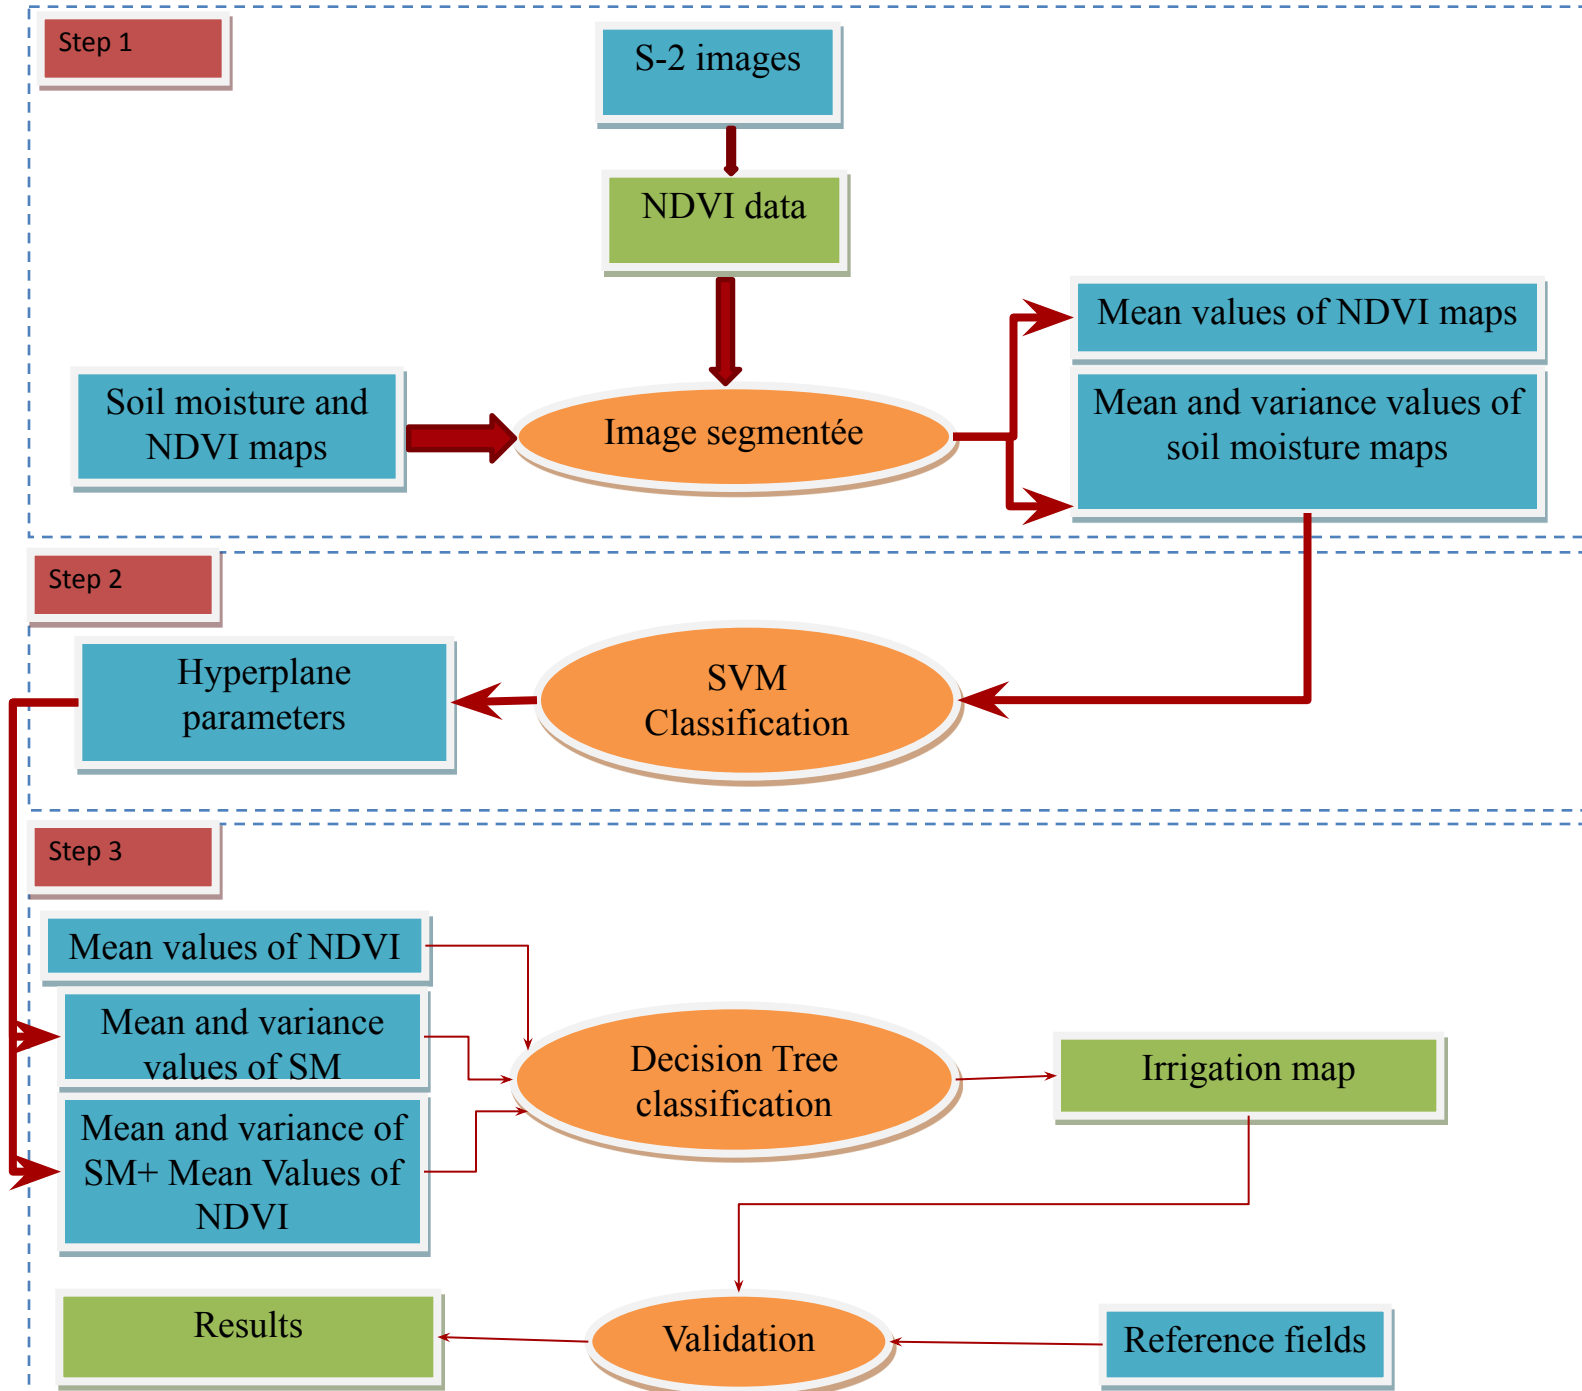 Step 1
S-2 images
NDVI data
Mean values of NDVI maps
Soil moisture and
NDVI maps
Image segmentée
Mean and variance values of
soil moisture maps
Step 2
Hyperplane
parameters
SVM
Classification
Step 3
Mean values of NDVI
Mean and variance
values of SM
Mean and variance of
SM+ Mean Values of
NDVI
Decision Tree
classification
Irrigation map
Results
Validation
Reference fields